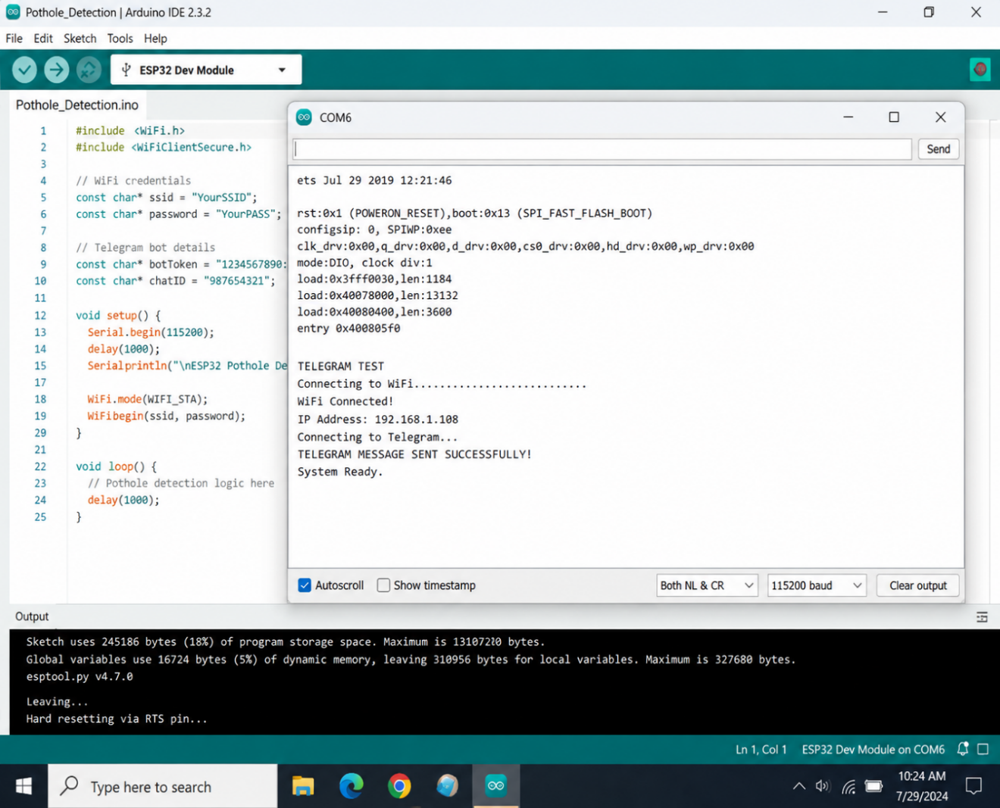 Pothole_Detection | Arduino IDE 2.3.2
File Edit Sketch Tools Help
ESP32 Dev Module
Pothole_Detection.ino
1 #include <WiFi.h>
2 #include <WiFiClientSecure.h>
3
4 // WiFi credentials
5 const char* ssid = "YourSSID";
6 const char* password = "YourPASS";
7
8 // Telegram bot details
9 const char* botToken = "1234567890:
10 const char* chatID = "987654321";
11
12 void setup() {
13 Serial.begin(115200);
14 delay(1000);
15 Serialprintln("\nESP32 Pothole De
17
18 WiFi.mode(WIFI_STA);
19 WiFibegin(ssid, password);
29 }
21
22 void loop() {
23 // Pothole detection logic here
24 delay(1000);
25 }
COM6
Send
ets Jul 29 2019 12:21:46
rst:0x1 (POWERON_RESET),boot:0x13 (SPI_FAST_FLASH_BOOT)
configsip: 0, SPIWP:0xee
clk_drv:0x00,q_drv:0x00,d_drv:0x00,cs0_drv:0x00,hd_drv:0x00,wp_drv:0x00
mode:DIO, clock div:1
load:0x3fff0030,len:1184
load:0x40078000,len:13132
load:0x40080400,len:3600
entry 0x400805f0
TELEGRAM TEST
Connecting to WiFi...........................
WiFi Connected!
IP Address: 192.168.1.108
Connecting to Telegram...
TELEGRAM MESSAGE SENT SUCCESSFULLY!
System Ready.
Autoscroll Show timestamp Both NL & CR 115200 baud Clear output
Output
Sketch uses 245186 bytes (18%) of program storage space. Maximum is bytes.
Global variables use 16724 bytes (5%) of dynamic memory, leaving 310956 bytes for local variables. Maximum is 327680 bytes.
esptool.py v4.7.0
Leaving...
Hard resetting via RTS pin...
Ln 1, Col 1 ESP32 Dev Module on COM6
Type here to search
10:24 AM
7/29/2024